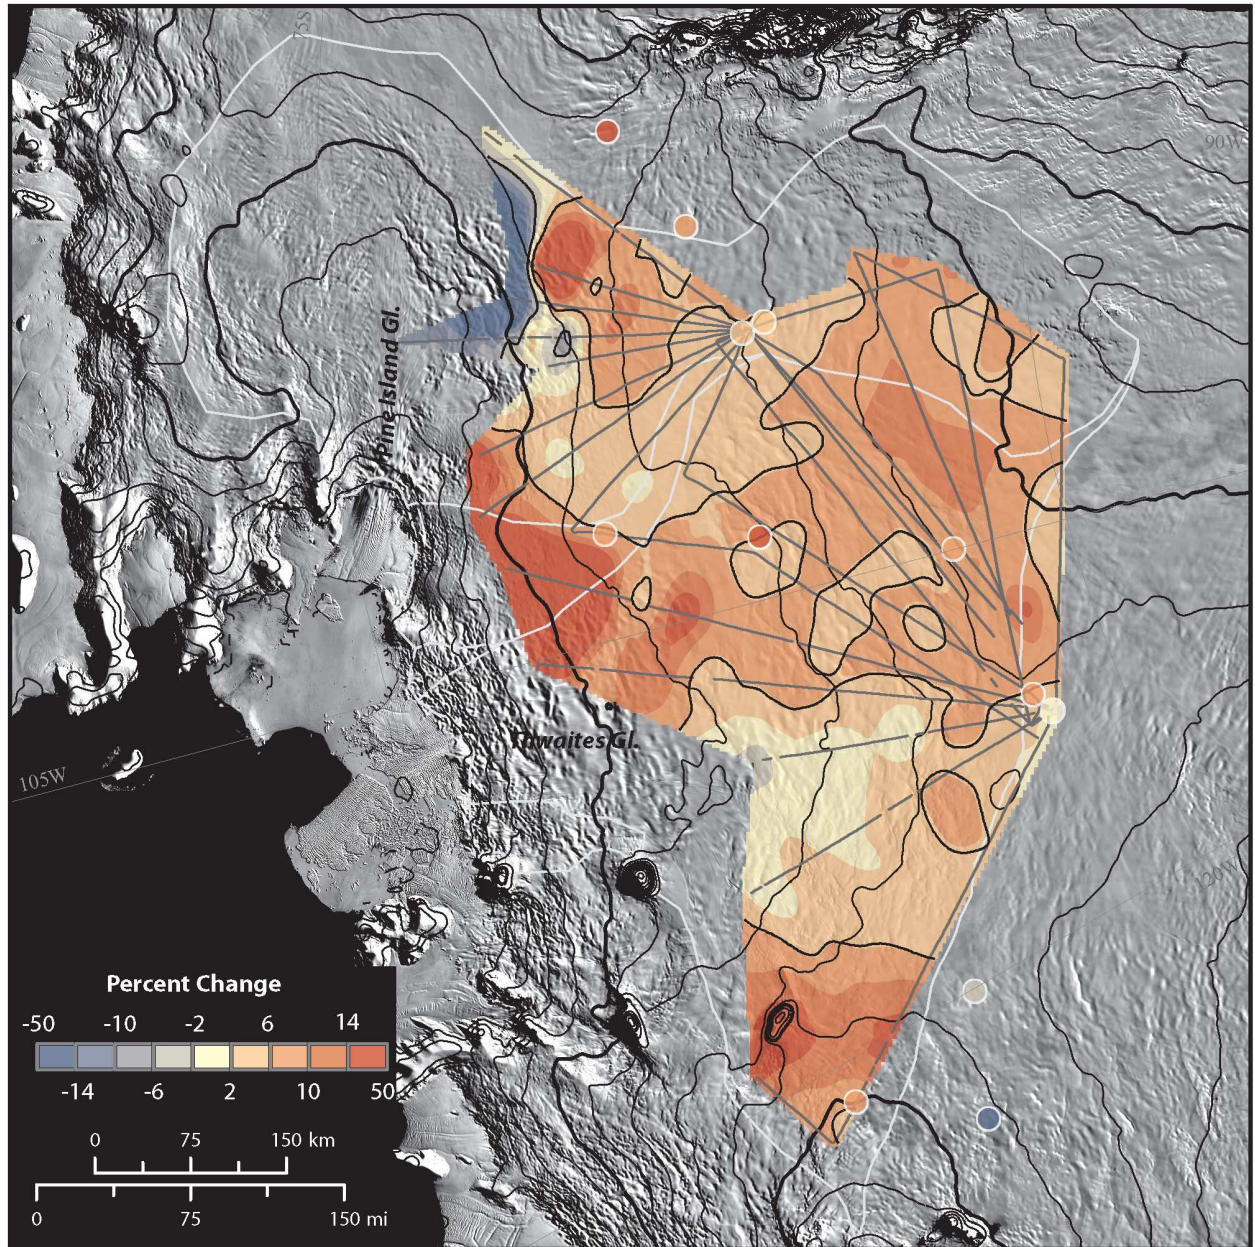 75S
90W
Pine Island Gl.
Thwaites Gl.
105W
120W
Percent Change
-50 -10 -2 6 14
-14 -6 2 10 50
0 75 150 km
0 75 150 mi